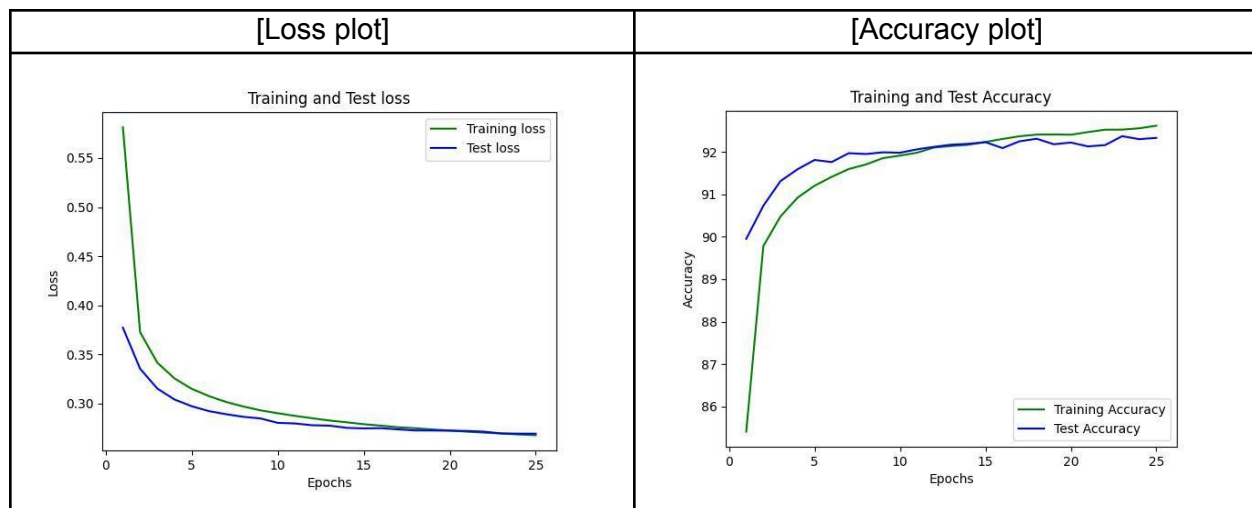 [Loss plot]
[Accuracy plot]
Training and Test loss
Training loss
Test loss
0.55
0.50
0.45
0.40
0.35
0.30
Loss
0
5
10
15
20
25
Epochs
Training and Test Accuracy
92
91
90
89
88
87
86
Accuracy
Training Accuracy
Test Accuracy
0
5
10
15
20
25
Epochs